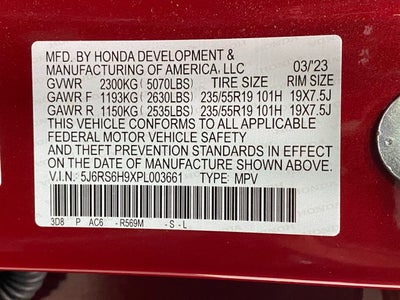 MFD. BY HONDA DEVELOPMENT &
MANUFACTURING OF AMERICA, LLC 03/'23
GVWR 2300KG (5070LBS) TIRE SIZE RIM SIZE
GAWR F 1193KG (2630LBS) 235/55R19 101H 19X7.5J
GAWR R 1150KG (2535LBS) 235/55R19 101H 19X7.5J
THIS VEHICLE CONFORMS TO ALL APPLICABLE
FEDERAL MOTOR VEHICLE SAFETY
AND THEFT PREVENTION STANDARDS IN EFFECT
ON THE DATE OF MANUFACTURE SHOWN ABOVE.
V.I.N.: 5J6RS6H9XPL003661 TYPE: MPV
3D8 P AC6 - R569M - S - L